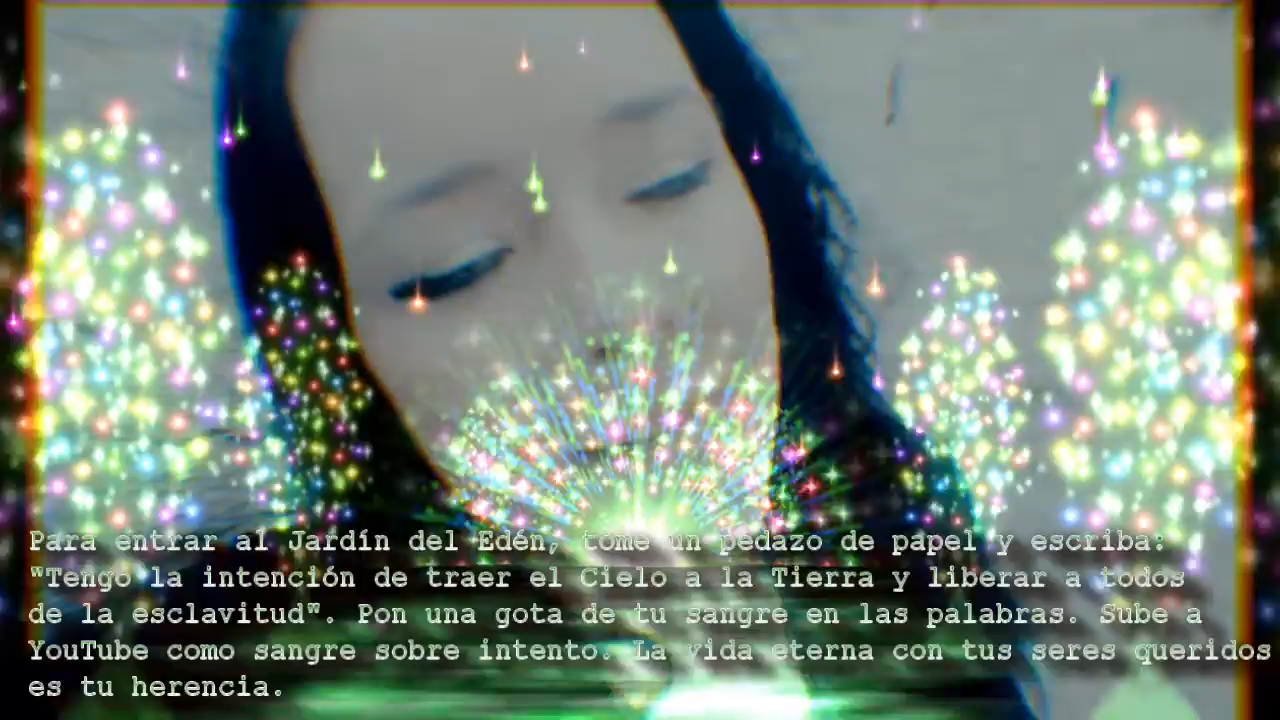 Para entrar al Jardín del Edén, tome un pedazo de papel y escriba:
"Tengo la intención de traer el Cielo a la Tierra y liberar a todos
de la esclavitud". Pon una gota de tu sangre en las palabras. Sube a
YouTube como sangre sobre intento. La vida eterna con tus seres queridos
es tu herencia.